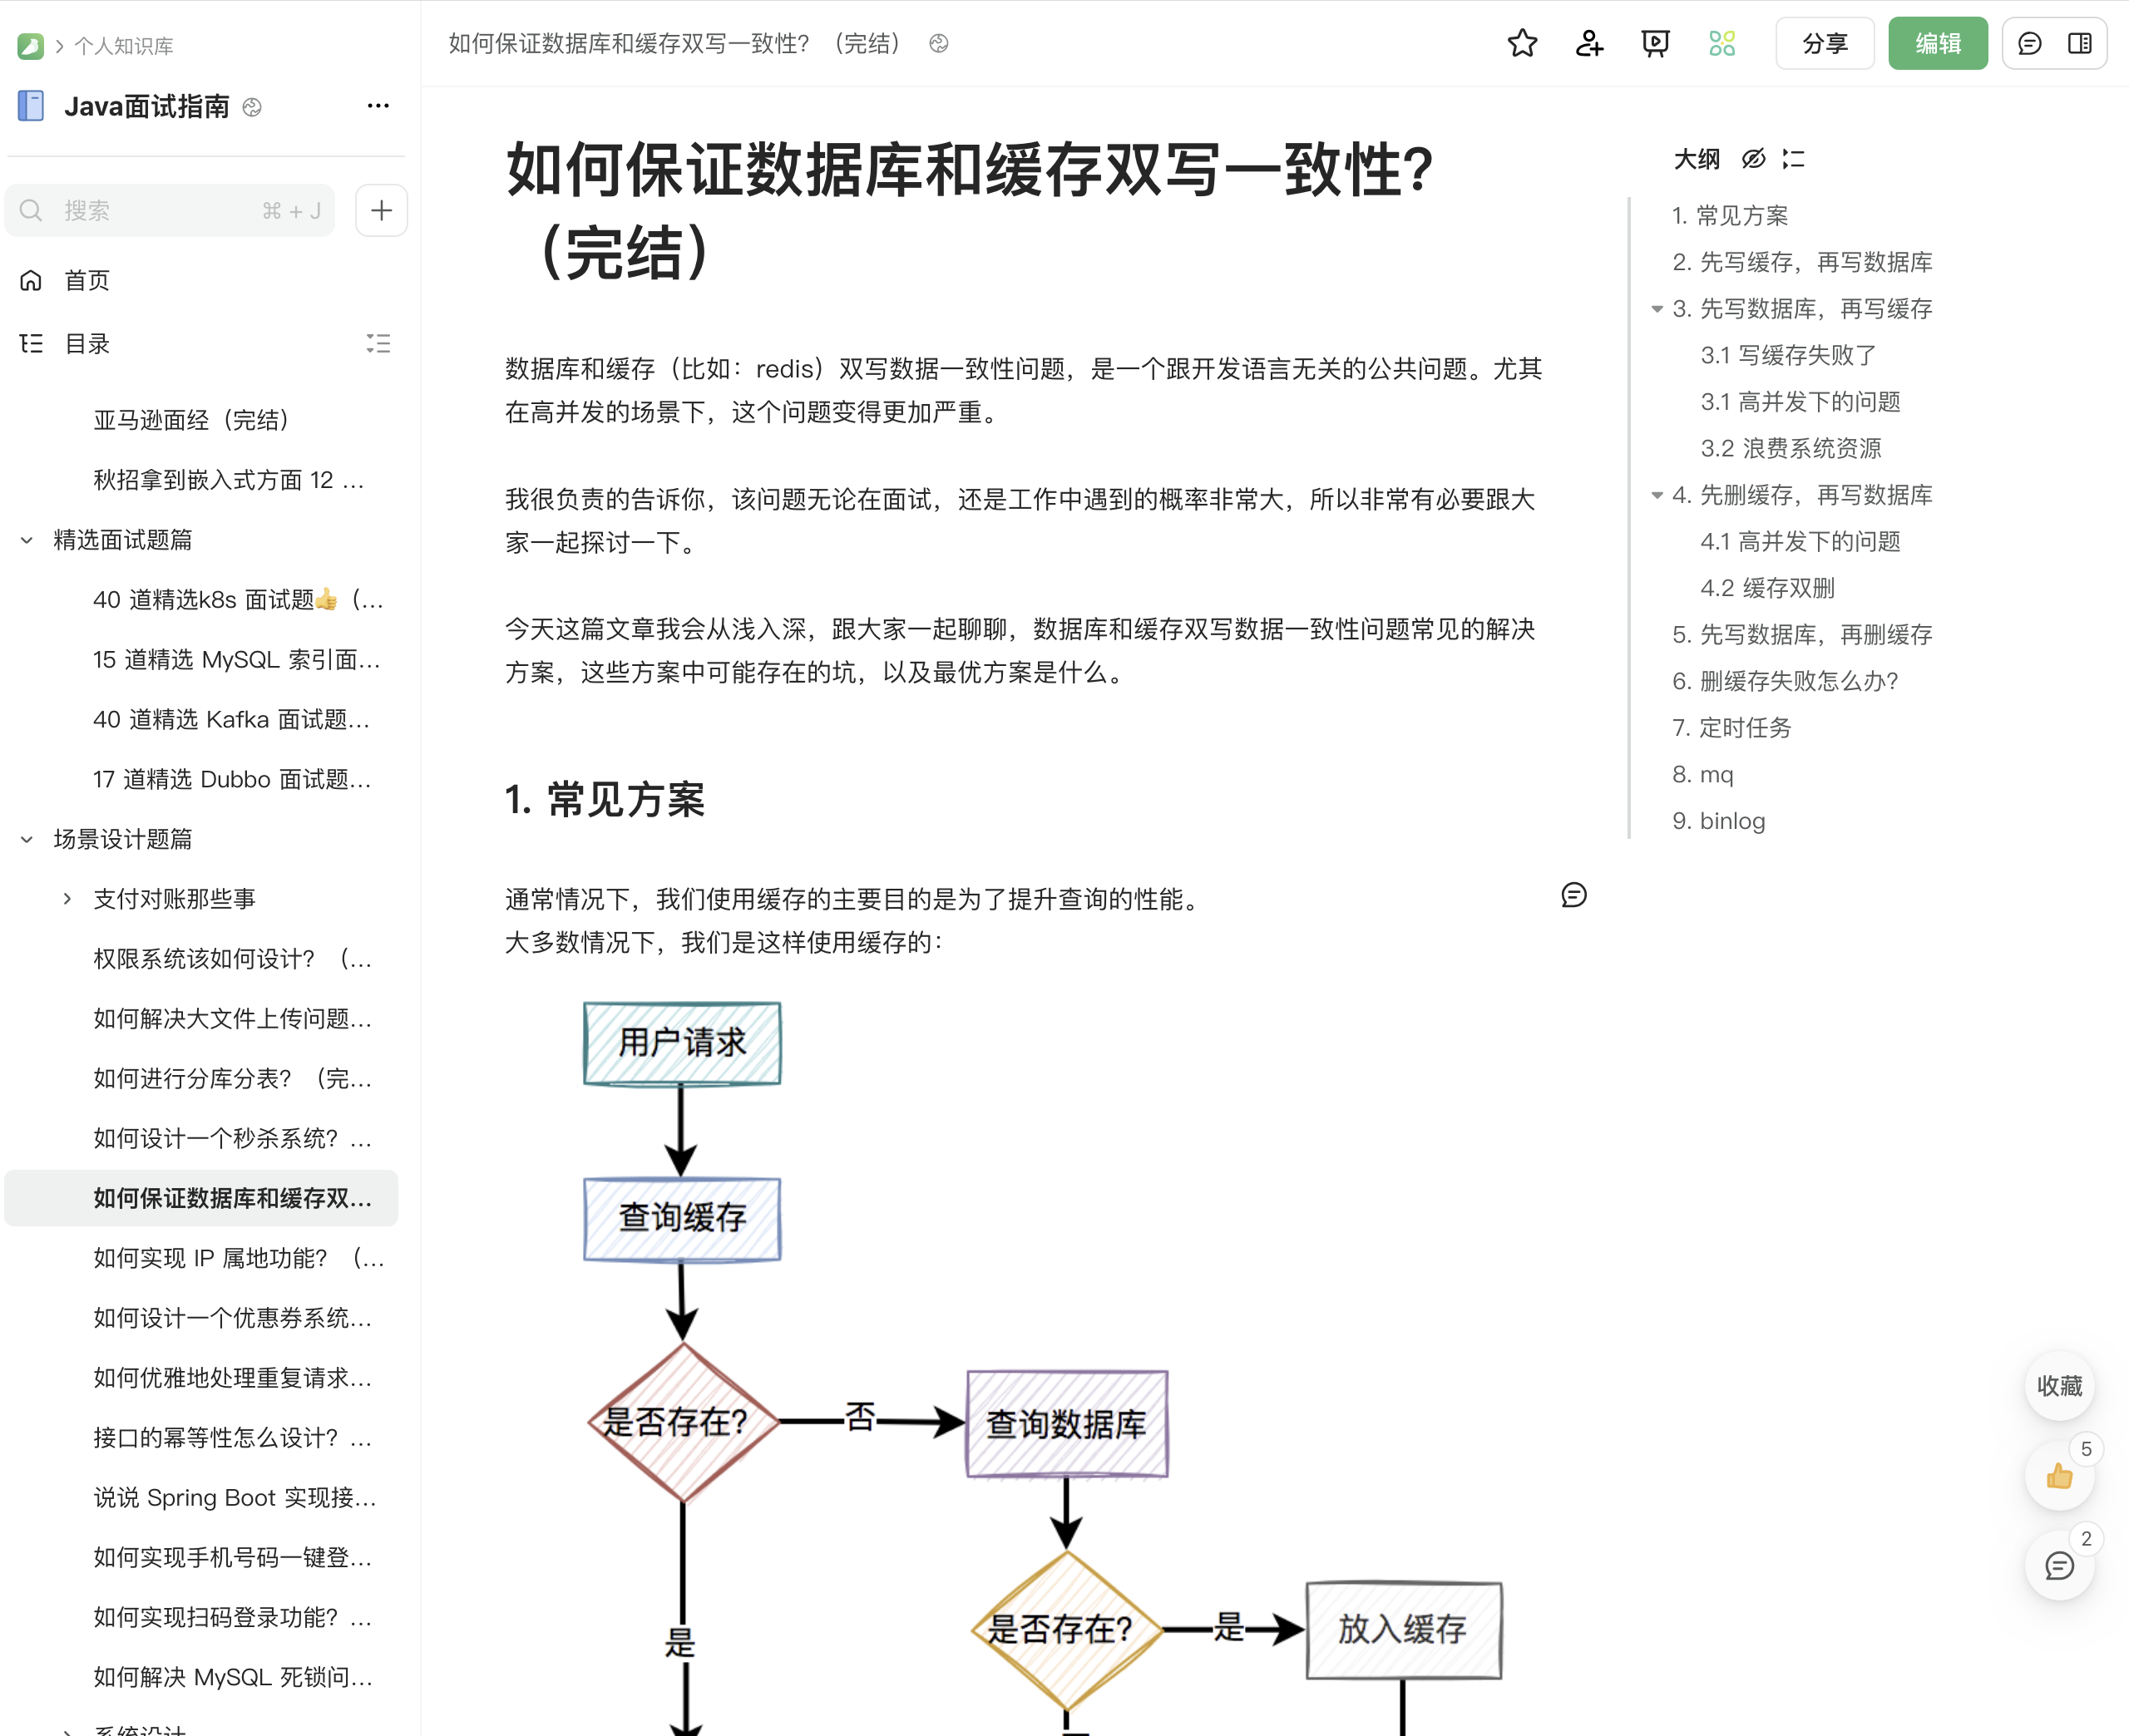 个人知识库
Java面试指南
搜索
⌘ + J
首页
目录
亚马逊面经（完结）
秋招拿到嵌入式方面 12 ...
精选面试题篇
40 道精选k8s 面试题👍（...
15 道精选 MySQL 索引面...
40 道精选 Kafka 面试题...
17 道精选 Dubbo 面试题...
场景设计题篇
支付对账那些事
权限系统该如何设计？（...
如何解决大文件上传问题...
如何进行分库分表？（完...
如何设计一个秒杀系统？...
如何保证数据库和缓存双...
如何实现 IP 属地功能？（...
如何设计一个优惠券系统...
如何优雅地处理重复请求...
接口的幂等性怎么设计？...
说说 Spring Boot 实现接...
如何实现手机号码一键登...
如何实现扫码登录功能？...
如何解决 MySQL 死锁问...
系统设计
如何保证数据库和缓存双写一致性？（完结）
分享
编辑
如何保证数据库和缓存双写一致性？
（完结）
数据库和缓存（比如：redis）双写数据一致性问题，是一个跟开发语言无关的公共问题。尤其
在高并发的场景下，这个问题变得更加严重。
我很负责的告诉你，该问题无论在面试，还是工作中遇到的概率非常大，所以非常有必要跟大
家一起探讨一下。
今天这篇文章我会从浅入深，跟大家一起聊聊，数据库和缓存双写数据一致性问题常见的解决
方案，这些方案中可能存在的坑，以及最优方案是什么。
1. 常见方案
通常情况下，我们使用缓存的主要目的是为了提升查询的性能。
大多数情况下，我们是这样使用缓存的：
用户请求
查询缓存
是否存在?
否
查询数据库
是
是否存在?
是
放入缓存
大纲
1. 常见方案
2. 先写缓存，再写数据库
3. 先写数据库，再写缓存
3.1 写缓存失败了
3.1 高并发下的问题
3.2 浪费系统资源
4. 先删缓存，再写数据库
4.1 高并发下的问题
4.2 缓存双删
5. 先写数据库，再删缓存
6. 删缓存失败怎么办？
7. 定时任务
8. mq
9. binlog
收藏
5
2